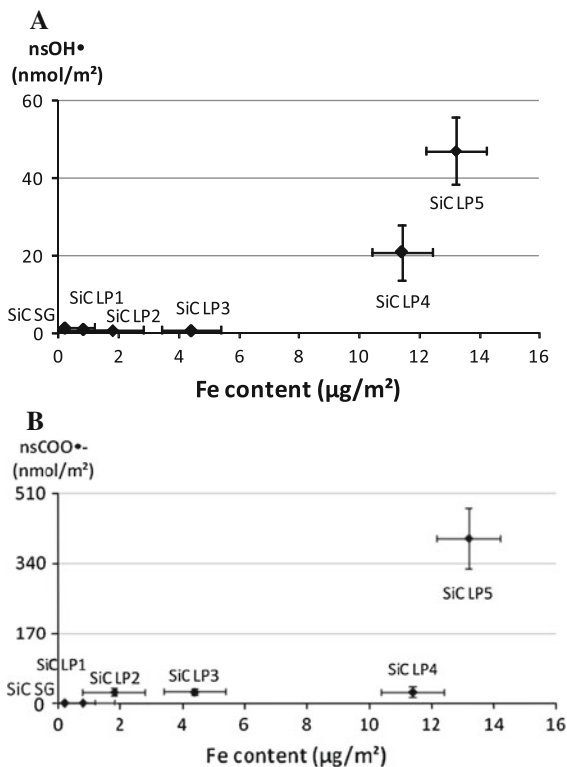 A
nsOH•
(nmol/m²)
60
40
20
0
SiC LP5
SiC LP4
SiC LP1
SiC SG
SiC LP2
SiC LP3
0 2 4 6 8 10 12 14 16
Fe content (µg/m²)
B
nsCOO•-
(nmol/m²)
510
340
170
0
SiC LP5
SiC LP1
SiC SG
SiC LP2
SiC LP3
SiC LP4
0 2 4 6 8 10 12 14 16
Fe content (µg/m²)